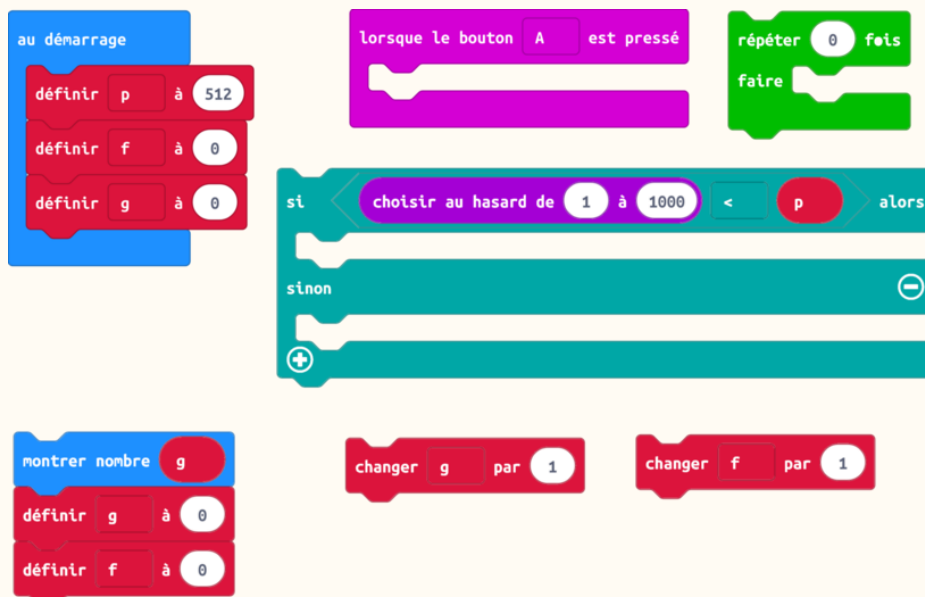 au démarrage
définir p à 512
définir f à 0
définir g à 0
lorsque le bouton A est pressé
répéter 0 fois
faire
si choisir au hasard de 1 à 1000 < p alors
sinon
montrer nombre g
définir g à 0
définir f à 0
changer g par 1
changer f par 1